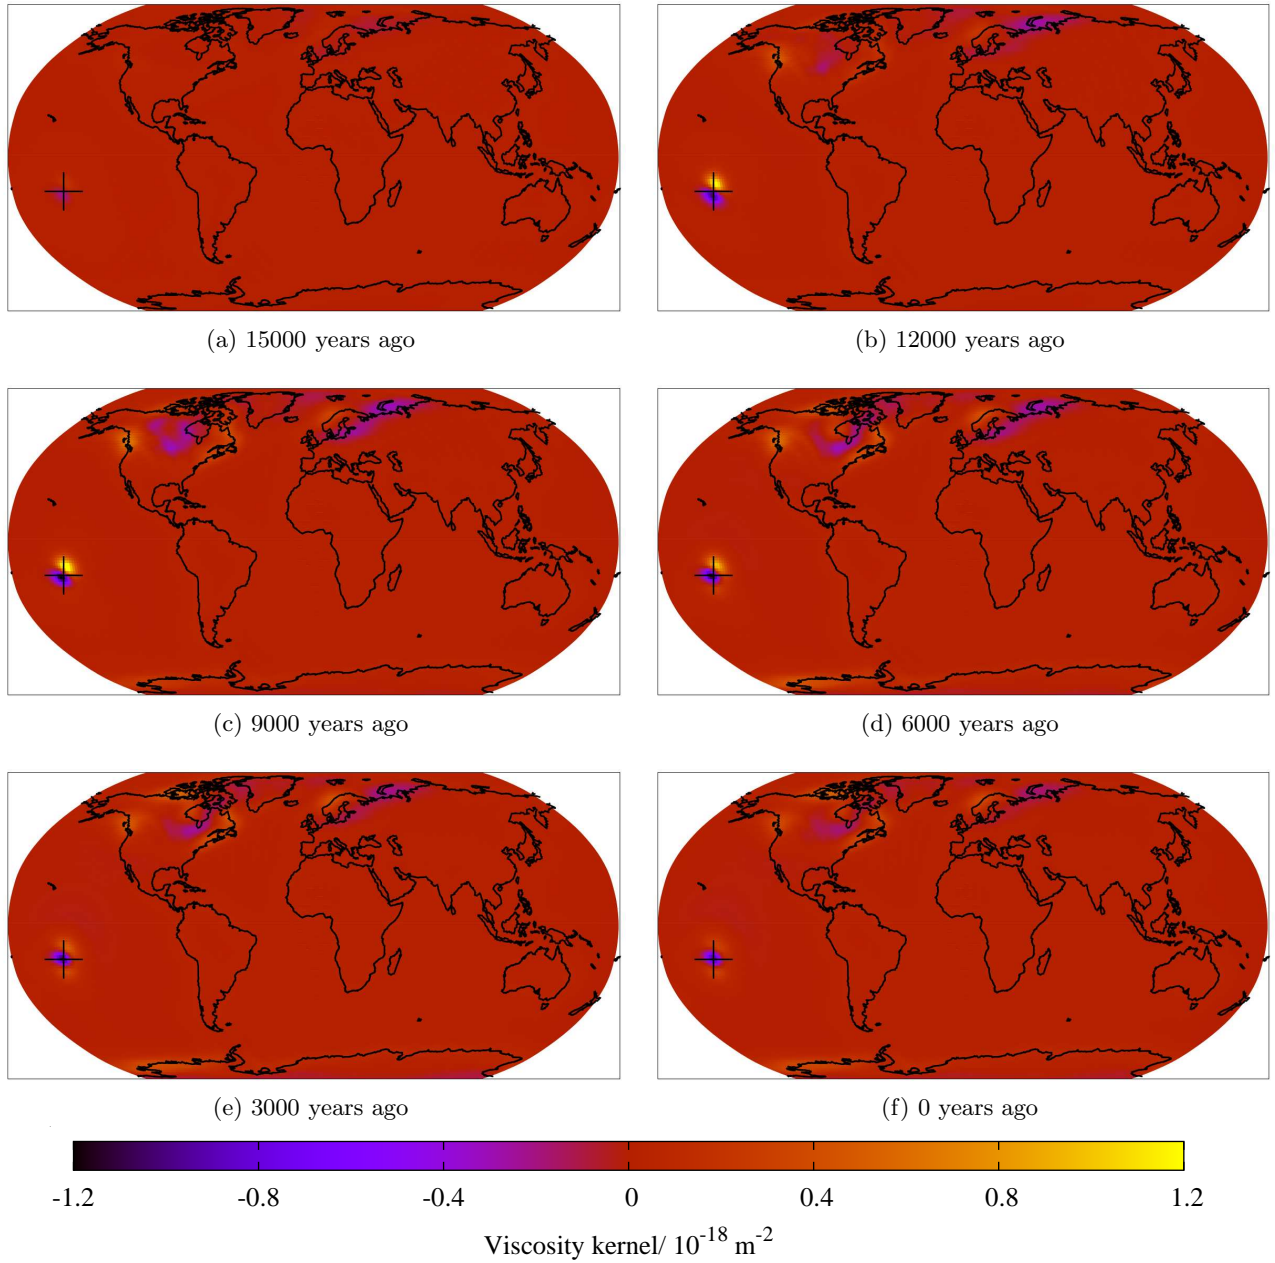 (a) 15000 years ago
(b) 12000 years ago
(c) 9000 years ago
(d) 6000 years ago
(e) 3000 years ago
(f) 0 years ago
-1.2 -0.8 -0.4 0 0.4 0.8 1.2
Viscosity kernel/ 10^-18 m^-2